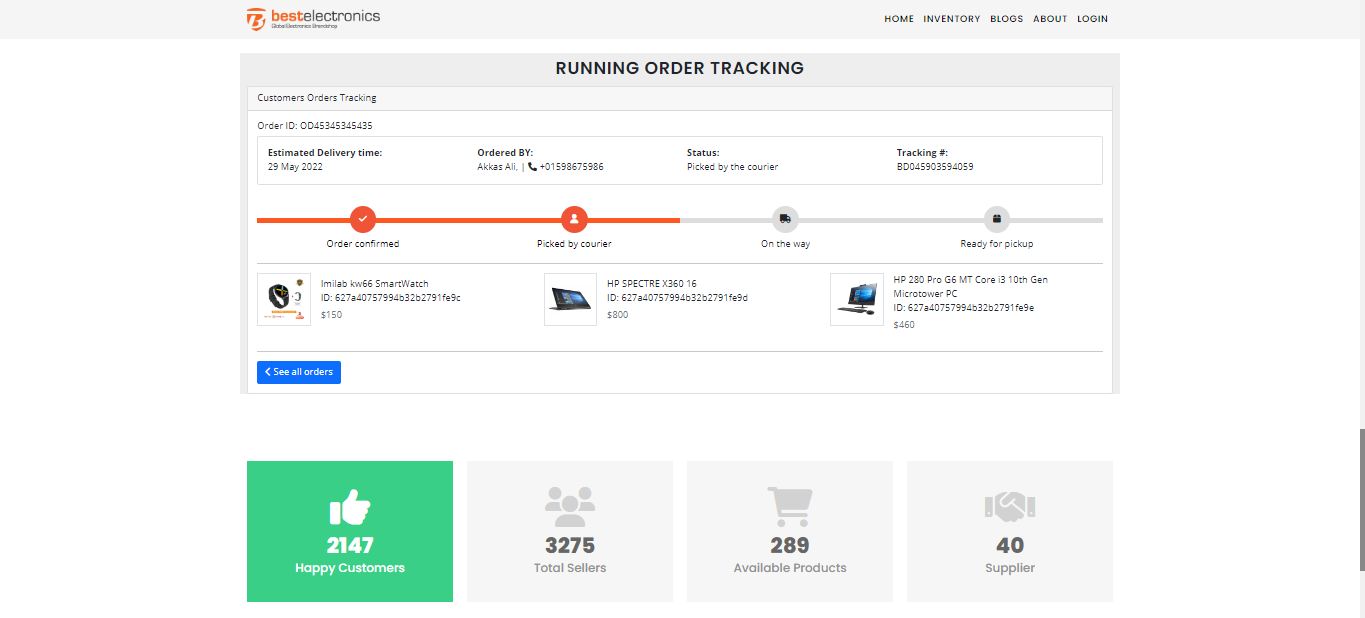 bestelectronics
Global Electronics Brandshop
HOME INVENTORY BLOGS ABOUT LOGIN
RUNNING ORDER TRACKING
Customers Orders Tracking
Order ID: OD45345345435
Estimated Delivery time:
29 May 2022
Ordered BY:
Akkas Ali, | +01598675986
Status:
Picked by the courier
Tracking #:
BD045903594059
Order confirmed
Picked by courier
On the way
Ready for pickup
Imilab kw66 SmartWatch
ID: 627a40757994b32b2791fe9c
$150
HP SPECTRE X360 16
ID: 627a40757994b32b2791fe9d
$800
HP 280 Pro G6 MT Core i3 10th Gen
Microtower PC
ID: 627a40757994b32b2791fe9e
$460
See all orders
2147
Happy Customers
3275
Total Sellers
289
Available Products
40
Supplier